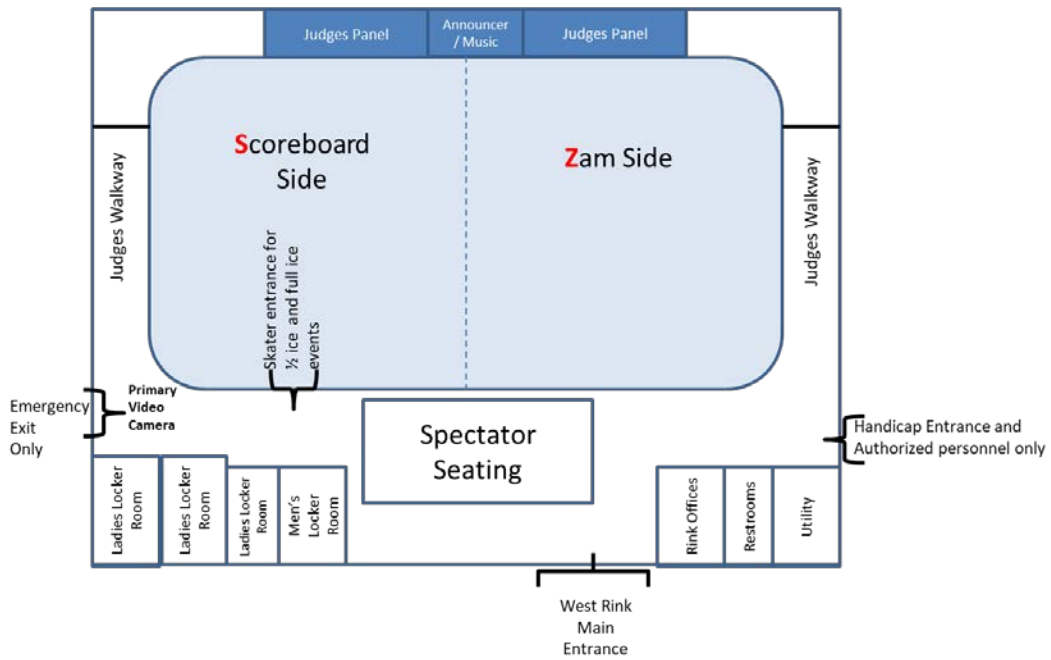 Judges Panel
Announcer
/ Music
Judges Panel
Scoreboard
Side
Zam Side
Judges Walkway
Judges Walkway
Skater entrance for
½ ice and full ice
events
Emergency
Exit
Only
Primary
Video
Camera
Spectator
Seating
Handicap Entrance and
Authorized personnel only
Ladies Locker
Room
Ladies Locker
Room
Ladies Locker
Room
Men's
Locker
Room
Rink Offices
Restrooms
Utility
West Rink
Main
Entrance